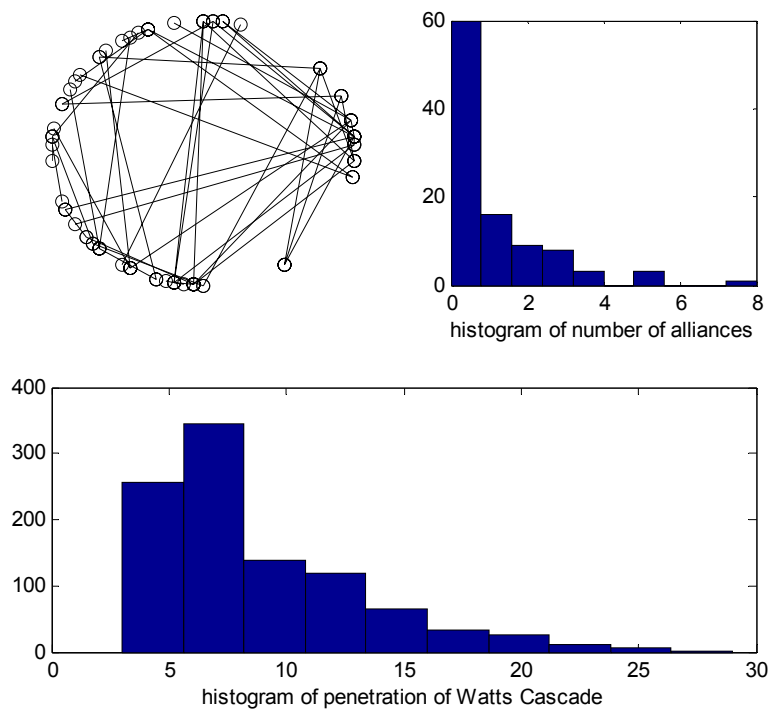 60
40
20
0
0 2 4 6 8
histogram of number of alliances
400
300
200
100
0
0 5 10 15 20 25 30
histogram of penetration of Watts Cascade